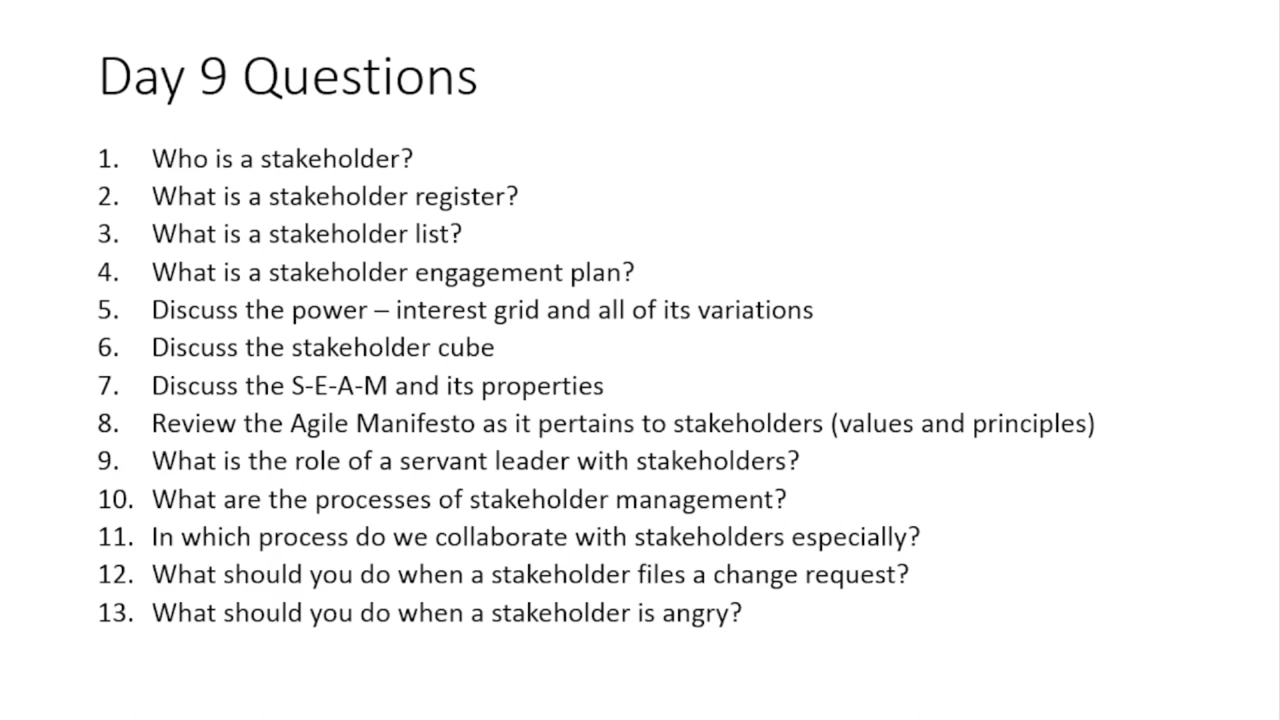 Day 9 Questions
1. Who is a stakeholder?
2. What is a stakeholder register?
3. What is a stakeholder list?
4. What is a stakeholder engagement plan?
5. Discuss the power – interest grid and all of its variations
6. Discuss the stakeholder cube
7. Discuss the S-E-A-M and its properties
8. Review the Agile Manifesto as it pertains to stakeholders (values and principles)
9. What is the role of a servant leader with stakeholders?
10. What are the processes of stakeholder management?
11. In which process do we collaborate with stakeholders especially?
12. What should you do when a stakeholder files a change request?
13. What should you do when a stakeholder is angry?